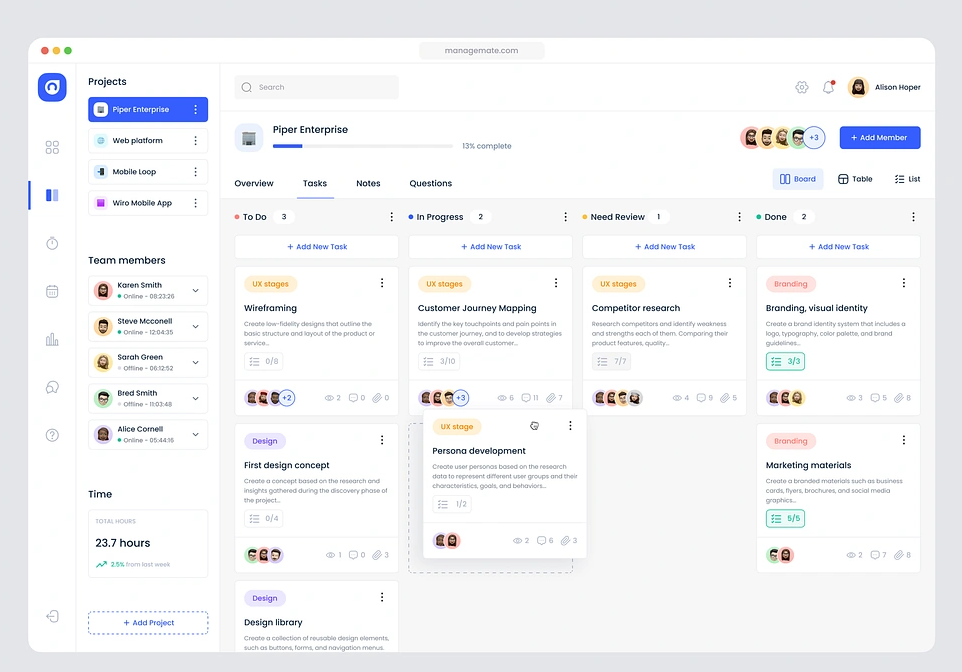 managemate.com
Projects
Piper Enterprise
Web platform
Mobile Loop
Wiro Mobile App
Team members
Karen Smith
Online - 08:23:26
Steve Mcconell
Online - 12:04:35
Sarah Green
Offline - 06:12:52
Bred Smith
Offline - 11:03:48
Alice Cornell
Online - 05:44:16
Time
TOTAL HOURS
23.7 hours
2,5% from last week
+ Add Project
Search
Alison Hoper
Piper Enterprise
13% complete
+3
+ Add Member
Overview
Tasks
Notes
Questions
Board
Table
List
To Do 3
+ Add New Task
UX stages
Wireframing
Create low-fidelity designs that outline the
basic structure and layout of the product or
service...
0/8
+2
2
0
0
Design
First design concept
Create a concept based on the research and
insights gathered during the discovery phase of
the project...
0/4
1
0
3
Design
Design library
Create a collection of reusable design elements,
such as buttons, forms, and navigation menus.
In Progress 2
+ Add New Task
UX stages
Customer Journey Mapping
Identify the key touchpoints and pain points in
the customer journey, and to develop strategies
to improve the overall customer...
3/10
+3
6
11
7
UX stage
Persona development
Create user personas based on the research
data to represent different user groups and their
characteristics, goals, and behaviors...
1/2
2
6
3
Need Review 1
+ Add New Task
UX stages
Competitor research
Research competitors and identify weakness
and strengths each of them. Comparing their
product features, quality...
7/7
4
9
5
Done 2
+ Add New Task
Branding
Branding, visual identity
Create a brand identity system that includes a
logo, typography, color palette, and brand
guidelines...
3/3
3
5
8
Branding
Marketing materials
Create a branded materials such as business
cards, flyers, brochures, and social media
graphics...
5/5
2
7
8